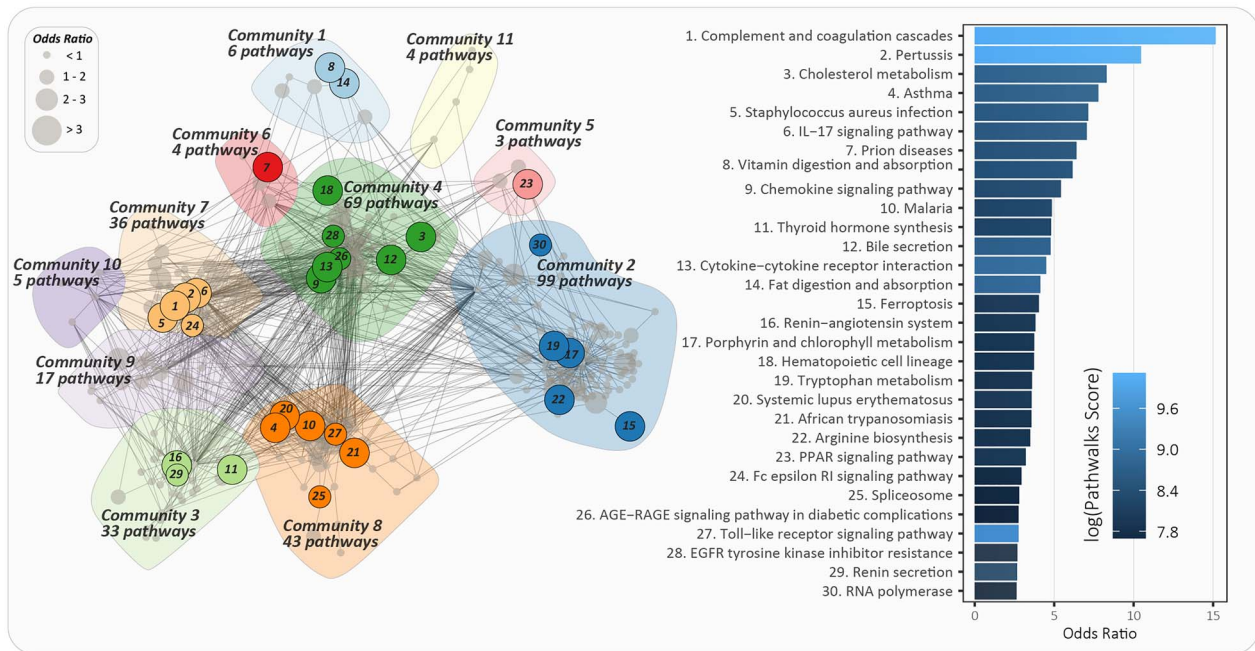 Odds Ratio
< 1
1 - 2
2 - 3
> 3
Community 1
6 pathways
8
14
Community 11
4 pathways
Community 6
4 pathways
7
Community 5
3 pathways
23
Community 4
69 pathways
18
28
3
26
12
13
9
Community 7
36 pathways
2
6
1
5
24
Community 10
5 pathways
Community 2
99 pathways
30
19
17
22
15
Community 9
17 pathways
Community 3
33 pathways
16
29
11
Community 8
43 pathways
20
4
10
27
21
25
1. Complement and coagulation cascades
2. Pertussis
3. Cholesterol metabolism
4. Asthma
5. Staphylococcus aureus infection
6. IL−17 signaling pathway
7. Prion diseases
8. Vitamin digestion and absorption
9. Chemokine signaling pathway
10. Malaria
11. Thyroid hormone synthesis
12. Bile secretion
13. Cytokine−cytokine receptor interaction
14. Fat digestion and absorption
15. Ferroptosis
16. Renin−angiotensin system
17. Porphyrin and chlorophyll metabolism
18. Hematopoietic cell lineage
19. Tryptophan metabolism
20. Systemic lupus erythematosus
21. African trypanosomiasis
22. Arginine biosynthesis
23. PPAR signaling pathway
24. Fc epsilon RI signaling pathway
25. Spliceosome
26. AGE−RAGE signaling pathway in diabetic complications
27. Toll−like receptor signaling pathway
28. EGFR tyrosine kinase inhibitor resistance
29. Renin secretion
30. RNA polymerase
0
5
10
15
Odds Ratio
log(Pathwalks Score)
9.6
9.0
8.4
7.8